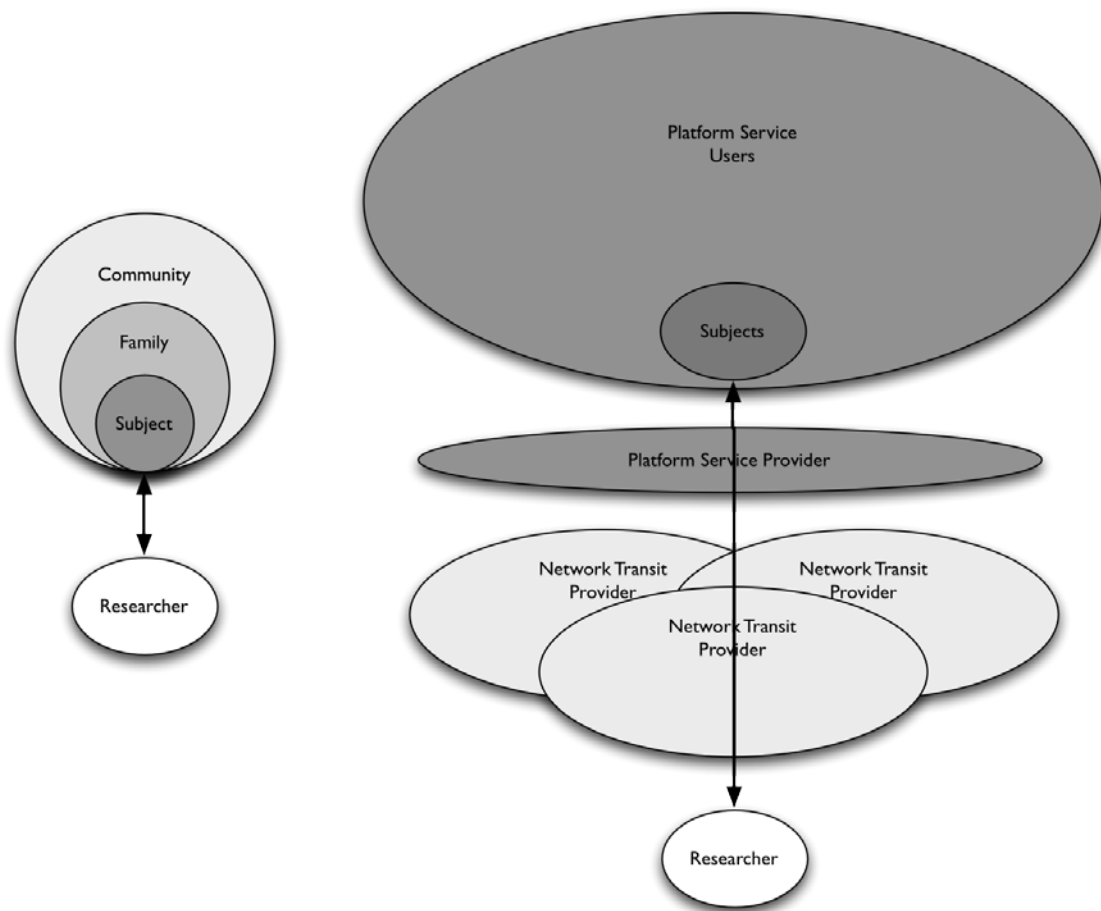 Community
Family
Subject
Researcher
Platform Service
Users
Subjects
Platform Service Provider
Network Transit
Provider
Network Transit
Provider
Network Transit
Provider
Researcher